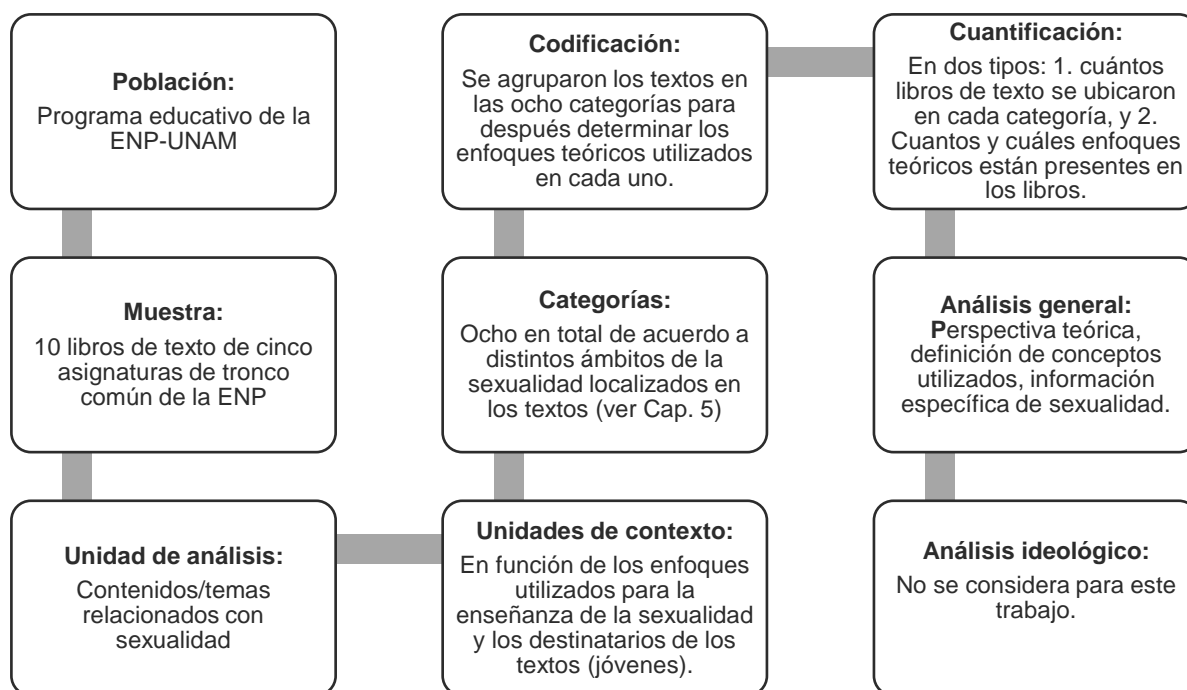 Población:
Programa educativo de la
ENP-UNAM
Muestra:
10 libros de texto de cinco
asignaturas de tronco
común de la ENP
Unidad de análisis:
Contenidos/temas
relacionados con
sexualidad
Unidades de contexto:
En función de los enfoques
utilizados para la
enseñanza de la sexualidad
y los destinatarios de los
textos (jóvenes).
Categorías:
Ocho en total de acuerdo a
distintos ámbitos de la
sexualidad localizados en
los textos (ver Cap. 5)
Codificación:
Se agruparon los textos en
las ocho categorías para
después determinar los
enfoques teóricos utilizados
en cada uno.
Cuantificación:
En dos tipos: 1. cuántos
libros de texto se ubicaron
en cada categoría, y 2.
Cuantos y cuáles enfoques
teóricos están presentes en
los libros.
Análisis general:
Perspectiva teórica,
definición de conceptos
utilizados, información
específica de sexualidad.
Análisis ideológico:
No se considera para este
trabajo.